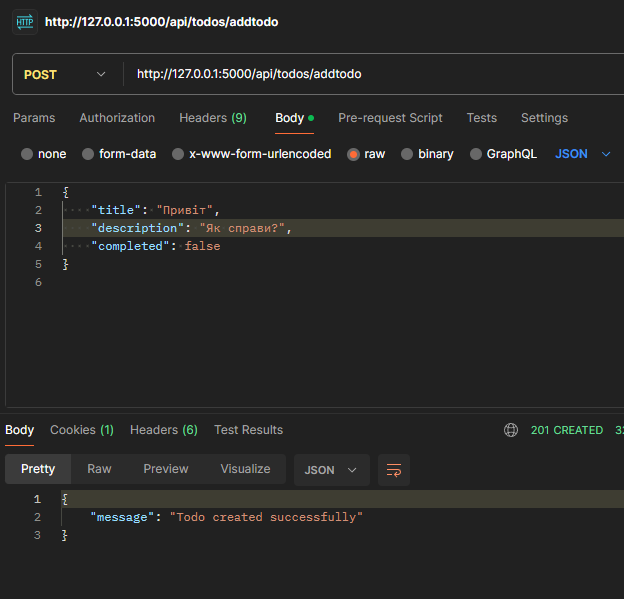 HTTP http://127.0.0.1:5000/api/todos/addtodo
POST http://127.0.0.1:5000/api/todos/addtodo
Params Authorization Headers (9) Body Pre-request Script Tests Settings
none form-data x-www-form-urlencoded raw binary GraphQL JSON
1 {
2 "title": "Привіт",
3 "description": "Як справи?",
4 "completed": false
5 }
6
Body Cookies (1) Headers (6) Test Results 201 CREATED
Pretty Raw Preview Visualize JSON
1 {
2 "message": "Todo created successfully"
3 }